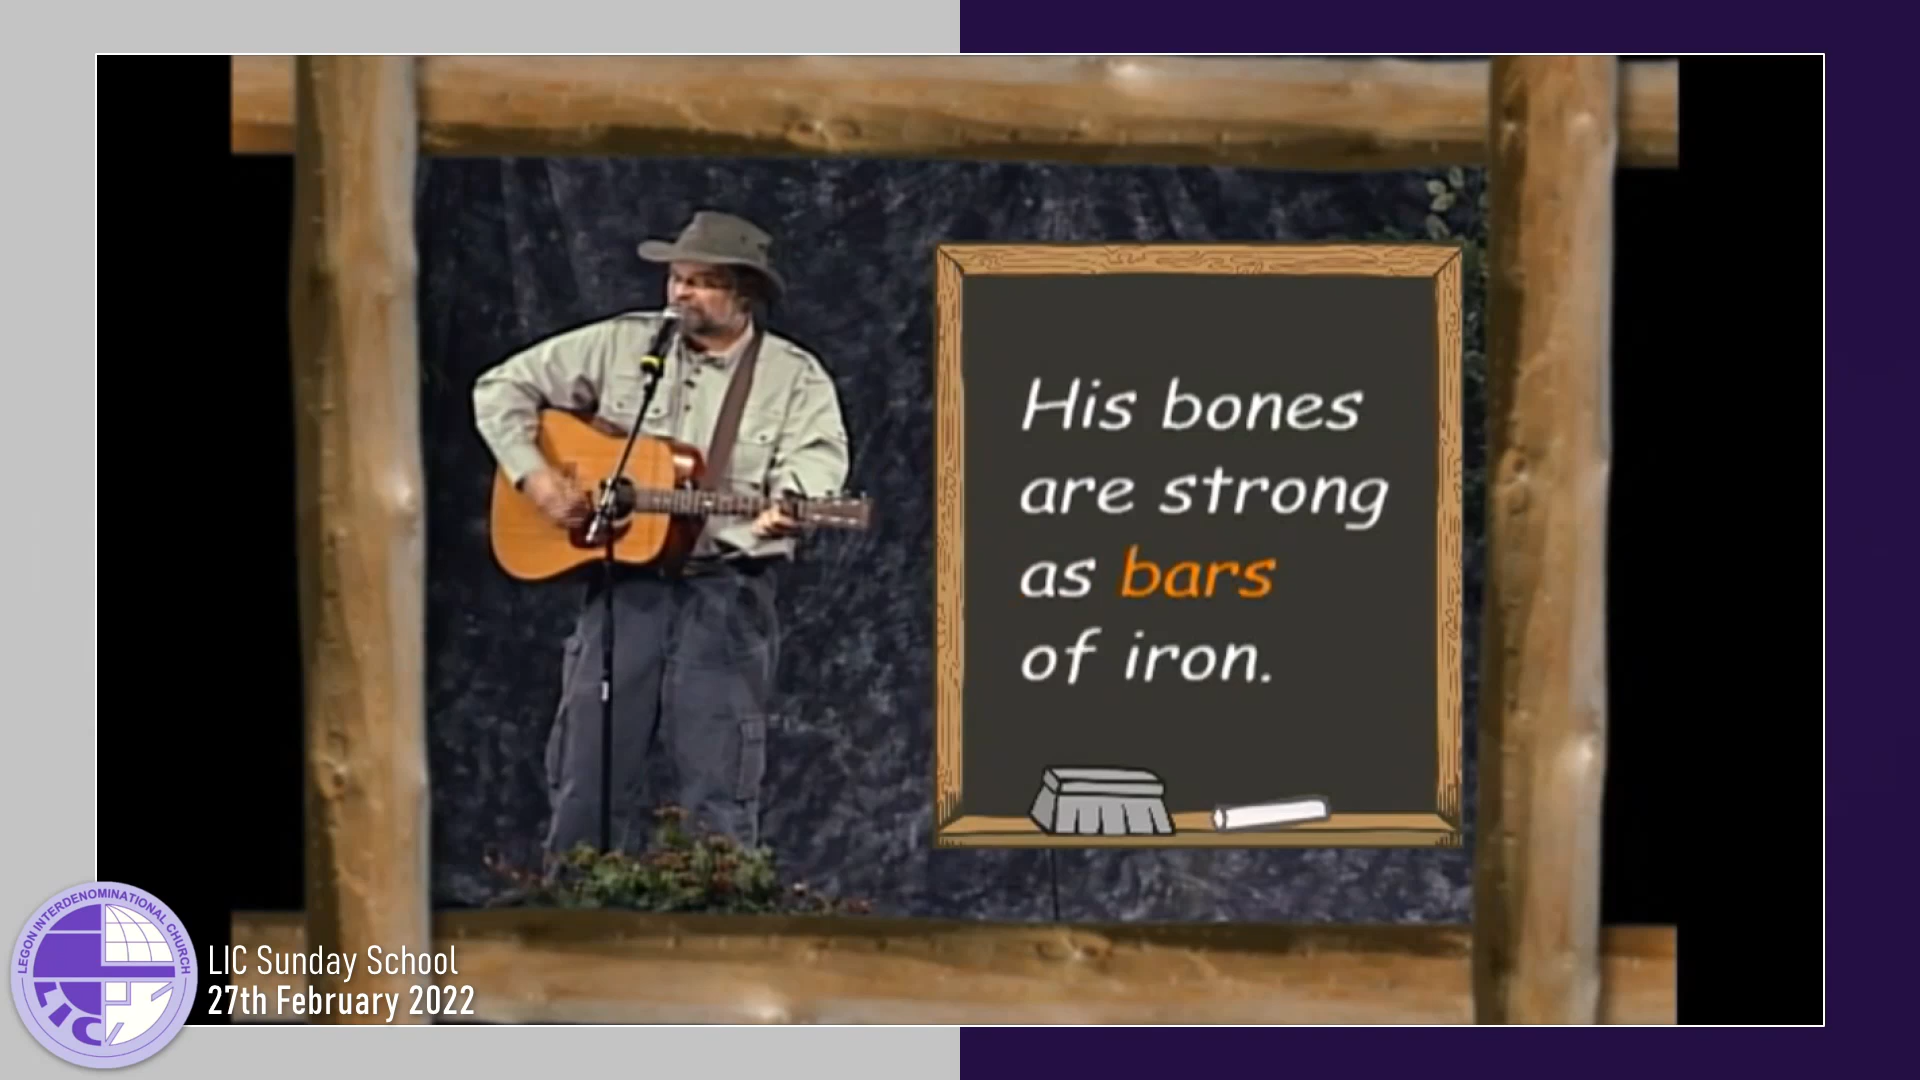 His bones
are strong
as bars
of iron.
LEGON INTERDENOMINATIONAL CHURCH
LIC
LIC Sunday School
27th February 2022